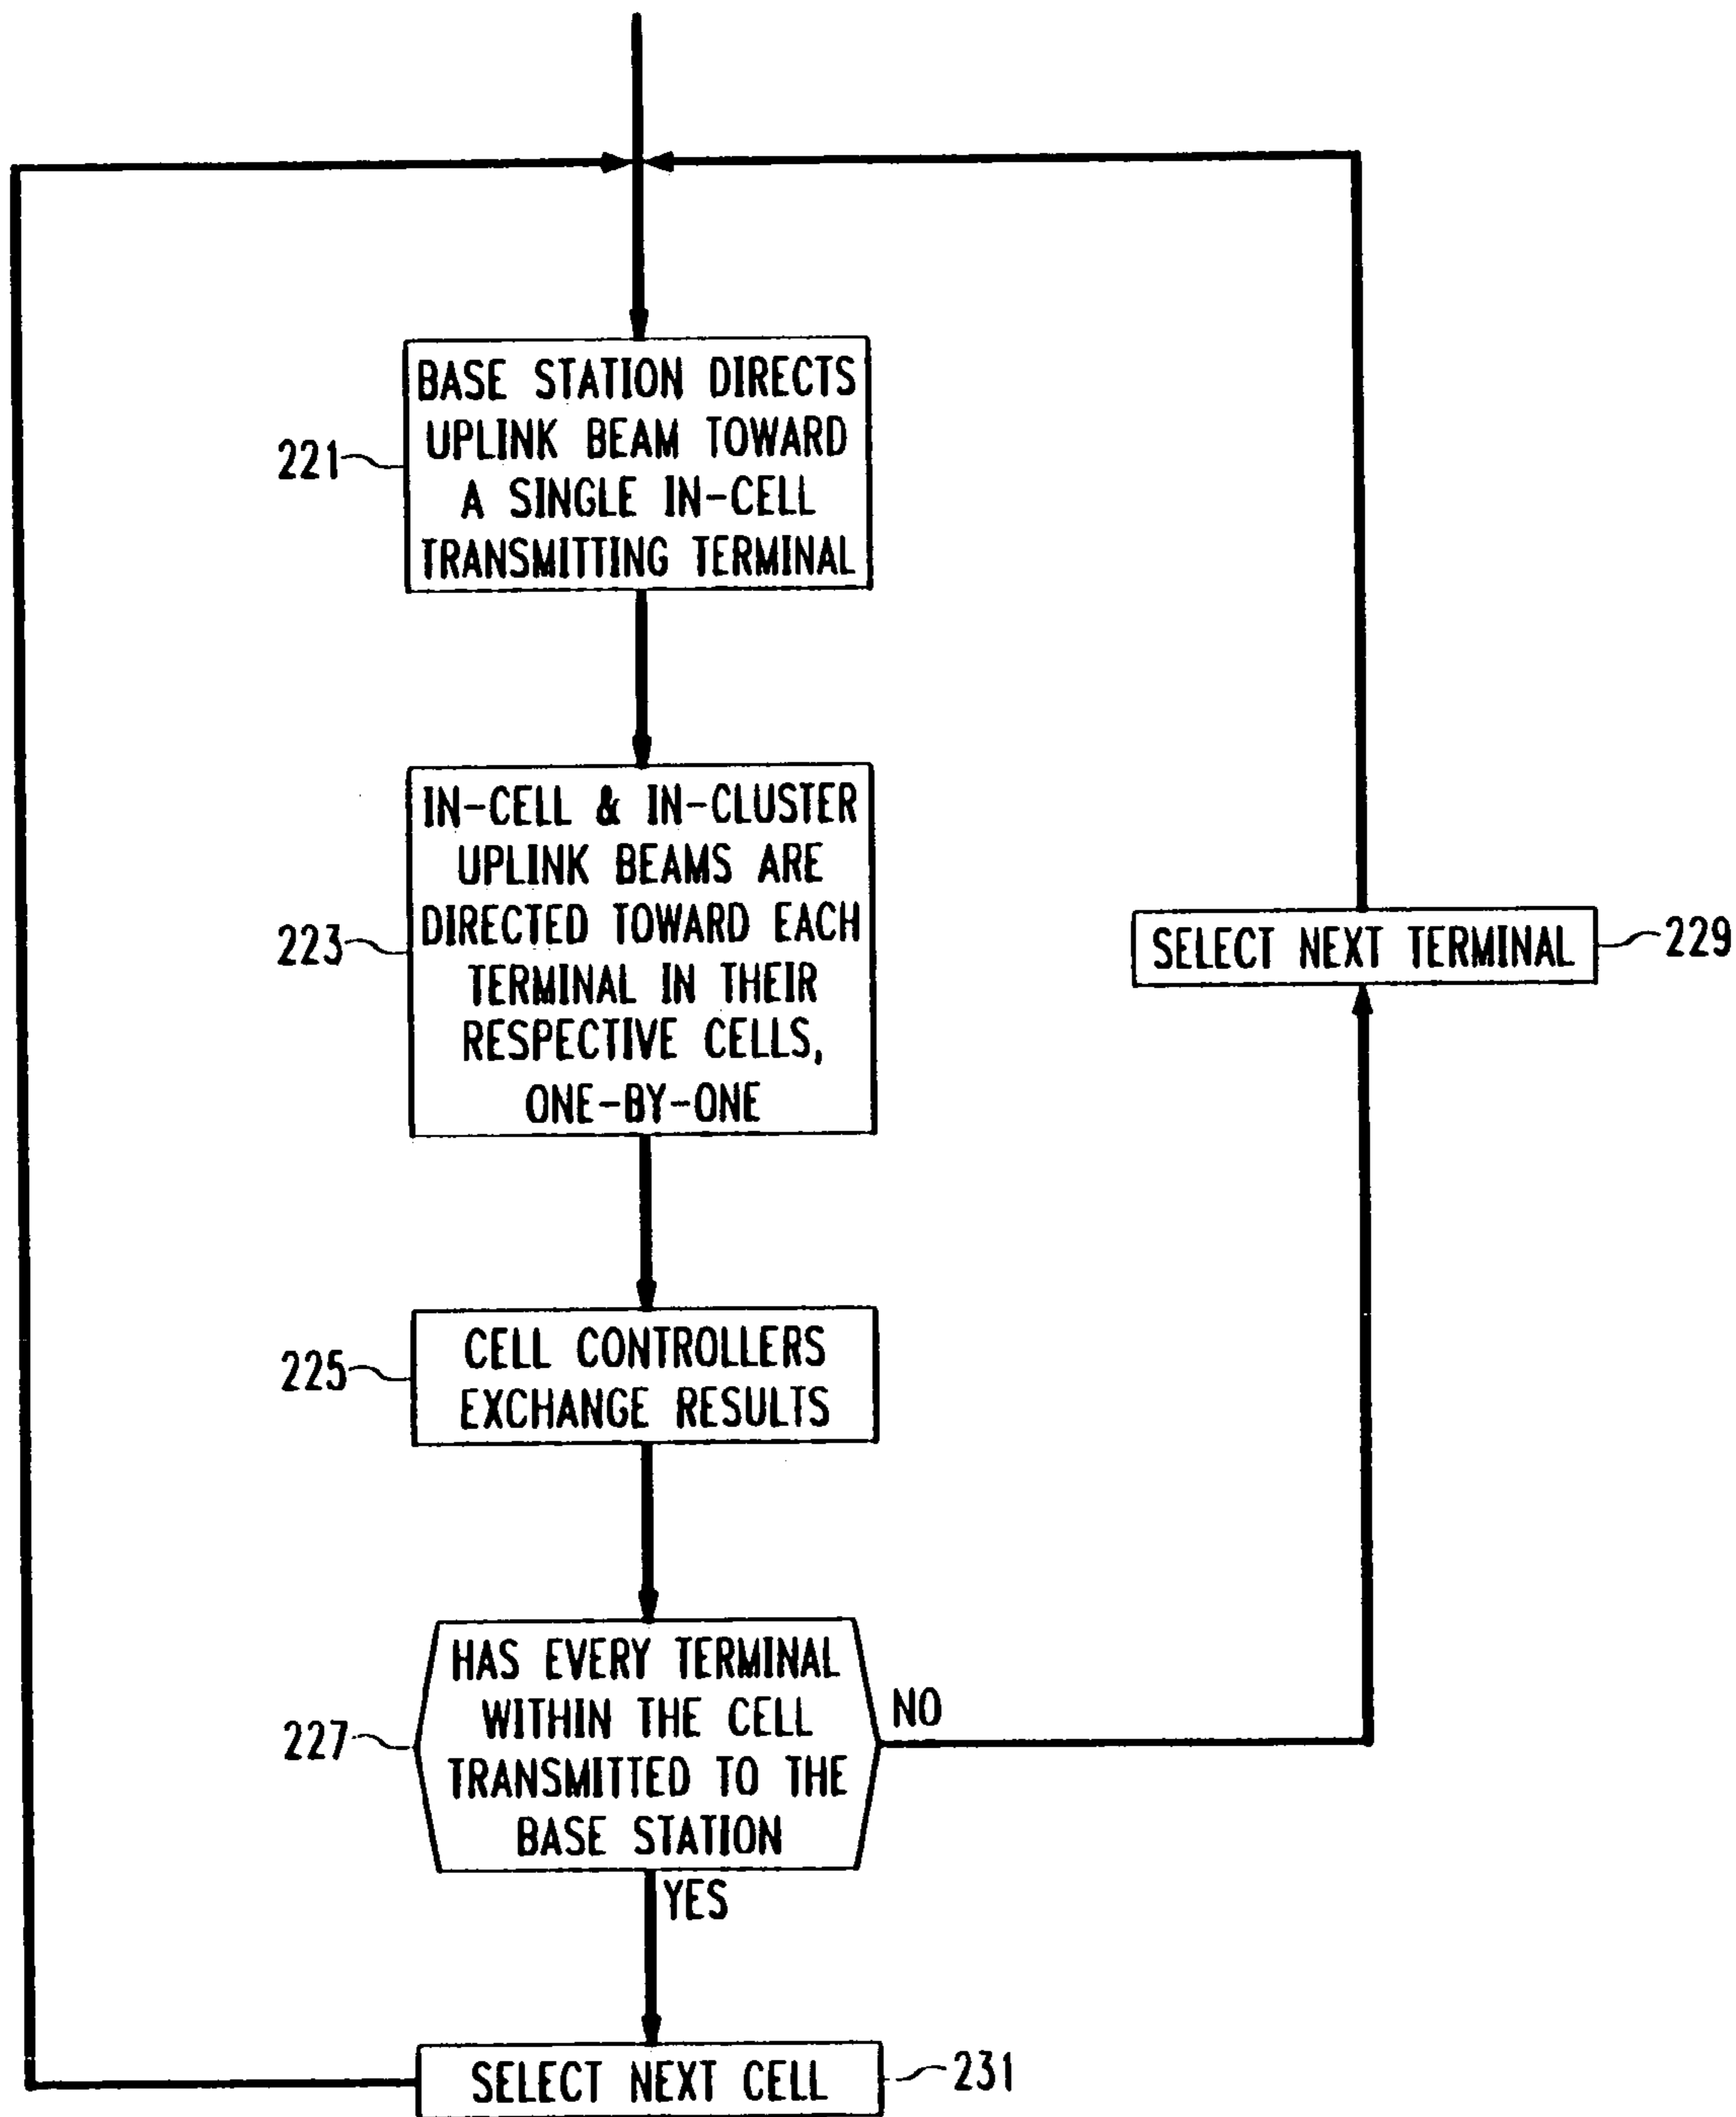 BASE STATION DIRECTS
UPLINK BEAM TOWARD
A SINGLE IN-CELL
TRANSMITTING TERMINAL
221
IN-CELL & IN-CLUSTER
UPLINK BEAMS ARE
DIRECTED TOWARD EACH
TERMINAL IN THEIR
RESPECTIVE CELLS,
ONE-BY-ONE
223
SELECT NEXT TERMINAL
229
CELL CONTROLLERS
EXCHANGE RESULTS
225
HAS EVERY TERMINAL
WITHIN THE CELL
TRANSMITTED TO THE
BASE STATION
227
NO
YES
SELECT NEXT CELL
231